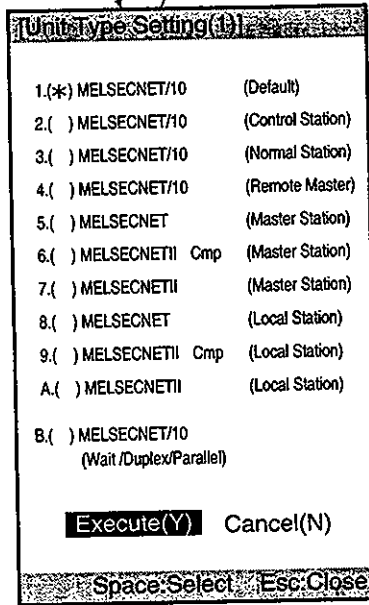 [Unit Type Setting(1)]
1.(*) MELSECNET/10 (Default)
2.( ) MELSECNET/10 (Control Station)
3.( ) MELSECNET/10 (Normal Station)
4.( ) MELSECNET/10 (Remote Master)
5.( ) MELSECNET (Master Station)
6.( ) MELSECNETII Cmp (Master Station)
7.( ) MELSECNETII (Master Station)
8.( ) MELSECNET (Local Station)
9.( ) MELSECNETII Cmp (Local Station)
A.( ) MELSECNETII (Local Station)
B.( ) MELSECNET/10
(Wait /Duplex/Parallel)
Execute(Y) Cancel(N)
Space:Select Esc:Close